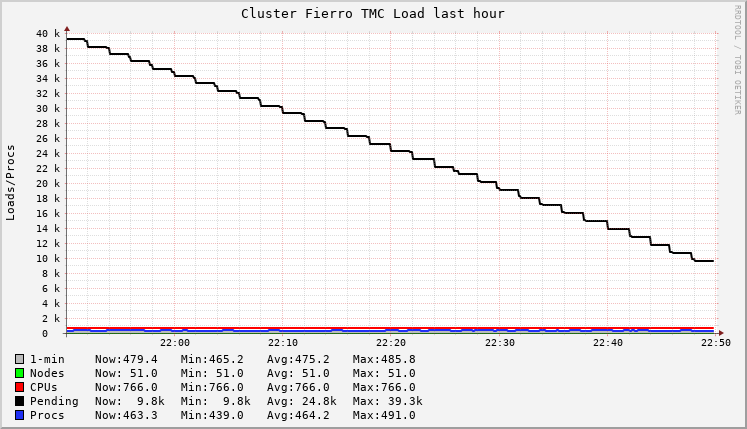 Cluster Fierro TMC Load last hour
RRDTOOL / TOBI OETIKER
Loads/Procs
40 k
38 k
36 k
34 k
32 k
30 k
28 k
26 k
24 k
22 k
20 k
18 k
16 k
14 k
12 k
10 k
8 k
6 k
4 k
2 k
0
22:00 22:10 22:20 22:30 22:40 22:50
1-min Now:479.4 Min:465.2 Avg:475.2 Max:485.8
Nodes Now: 51.0 Min: 51.0 Avg: 51.0 Max: 51.0
CPUs Now:766.0 Min:766.0 Avg:766.0 Max:766.0
Pending Now: 9.8k Min: 9.8k Avg: 24.8k Max: 39.3k
Procs Now:463.3 Min:439.0 Avg:464.2 Max:491.0